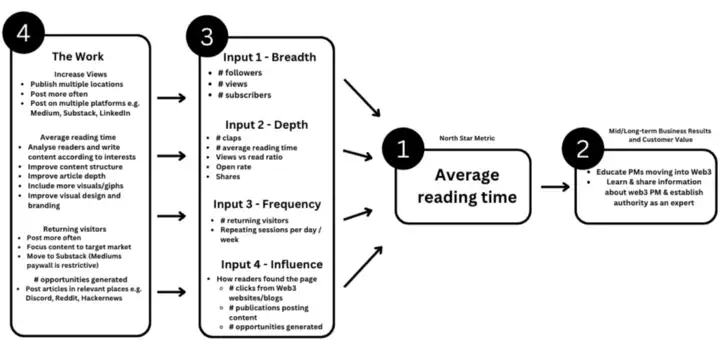 4
The Work
Increase Views
• Publish multiple locations
• Post more often
• Post on multiple platforms e.g.
Medium, Substack, LinkedIn
Average reading time
• Analyse readers and write
content according to interests
• Improve content structure
• Improve article depth
• Include more visuals/giphs
• Improve visual design and
branding
Returning visitors
• Post more often
• Focus content to target market
• Move to Substack (Mediums
paywall is restrictive)
# opportunities generated
• Post articles in relevant places e.g.
Discord, Reddit, Hackernews
3
Input 1 - Breadth
• # followers
• # views
• # subscribers
Input 2 - Depth
• # claps
• # average reading time
• Views vs read ratio
• Open rate
• Shares
Input 3 - Frequency
• # returning visitors
• Repeating sessions per day /
week
Input 4 - Influence
• How readers found the page
○ # clicks from Web3
websites/blogs
○ # publications posting
content
○ # opportunities generated
1
North Star Metric
Average
reading time
2
Mid/Long-term Business Results
and Customer Value
• Educate PMs moving into Web3
• Learn & share information
about web3 PM & establish
authority as an expert